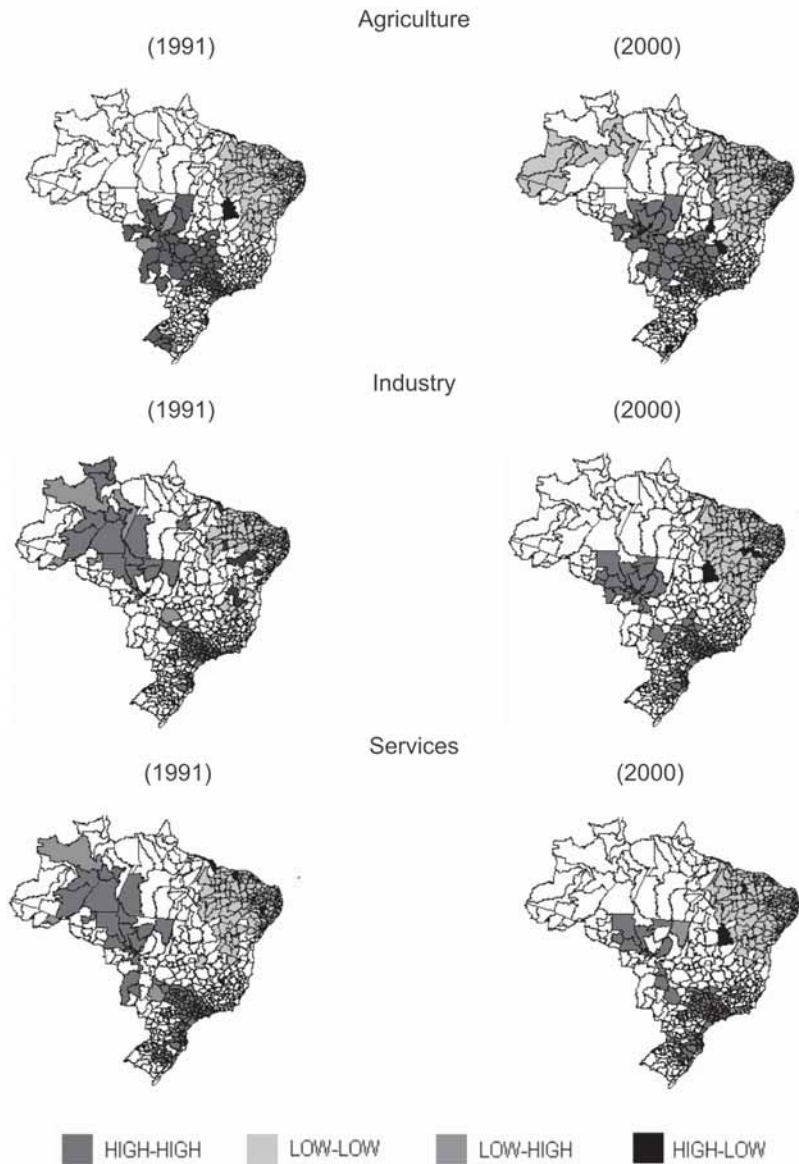 Agriculture
(1991) (2000)
Industry
(1991) (2000)
Services
(1991) (2000)
HIGH-HIGH LOW-LOW LOW-HIGH HIGH-LOW